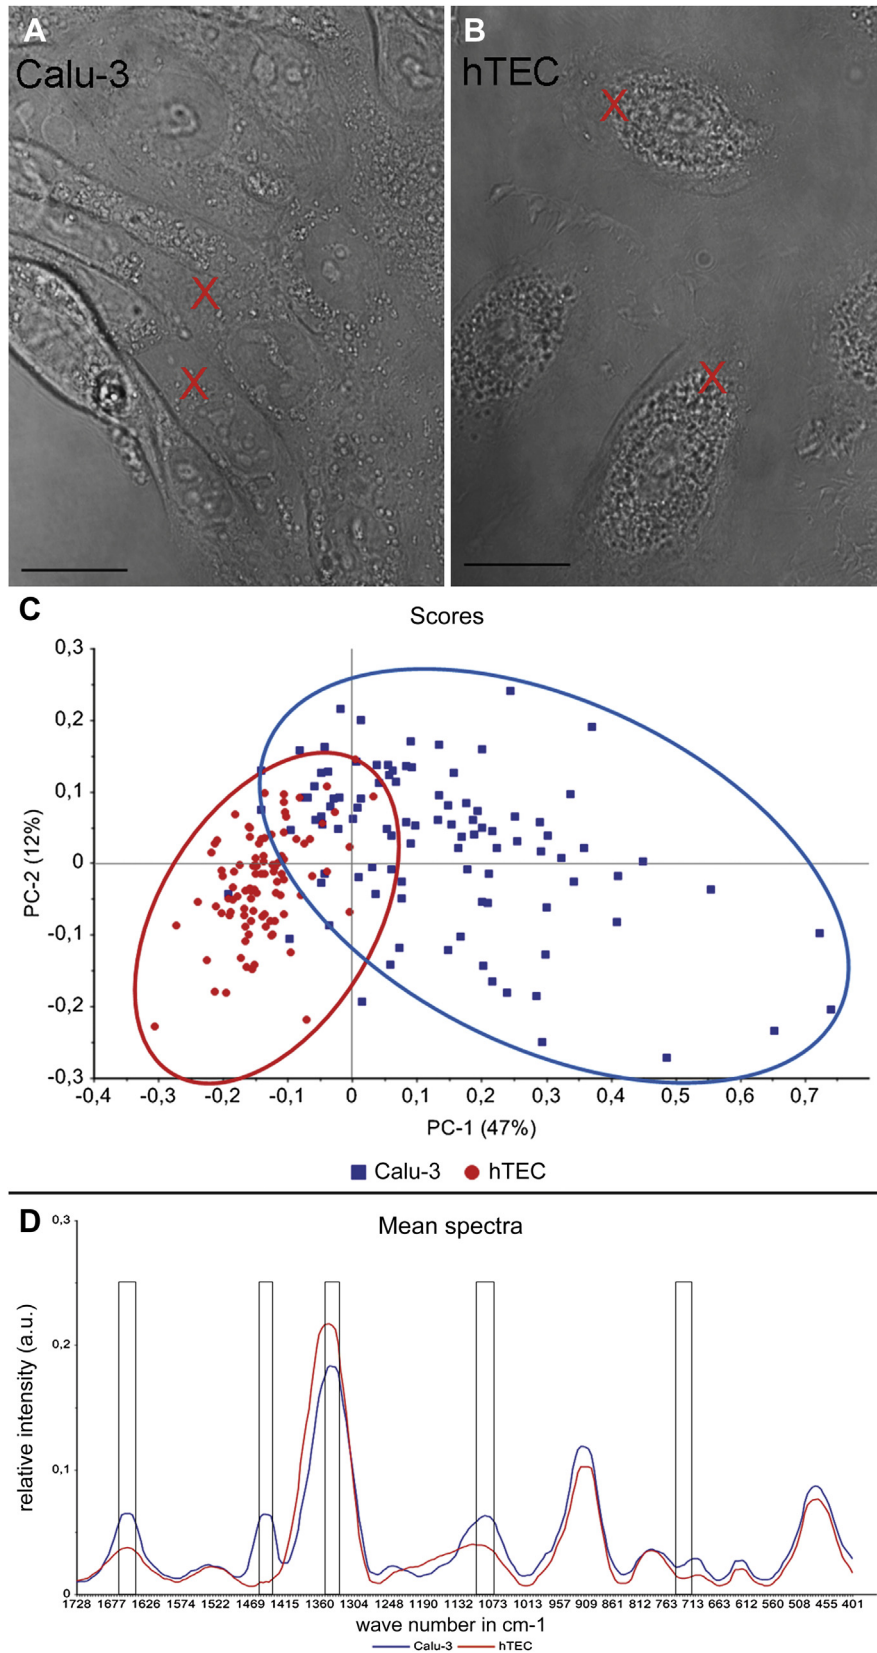 A
Calu-3
X
X
B
hTEC
X
X
C
Scores
0,3
0,2
0,1
0
-0,1
-0,2
-0,3
PC-2 (12%)
-0,4 -0,3 -0,2 -0,1 0 0,1 0,2 0,3 0,4 0,5 0,6 0,7
PC-1 (47%)
Calu-3 hTEC
D
Mean spectra
0,3
0,2
0,1
0
relative intensity (a.u.)
1728 1677 1626 1574 1522 1469 1415 1360 1304 1248 1190 1132 1073 1013 957 909 861 812 763 713 663 612 560 508 455 401
wave number in cm-1
Calu-3 hTEC